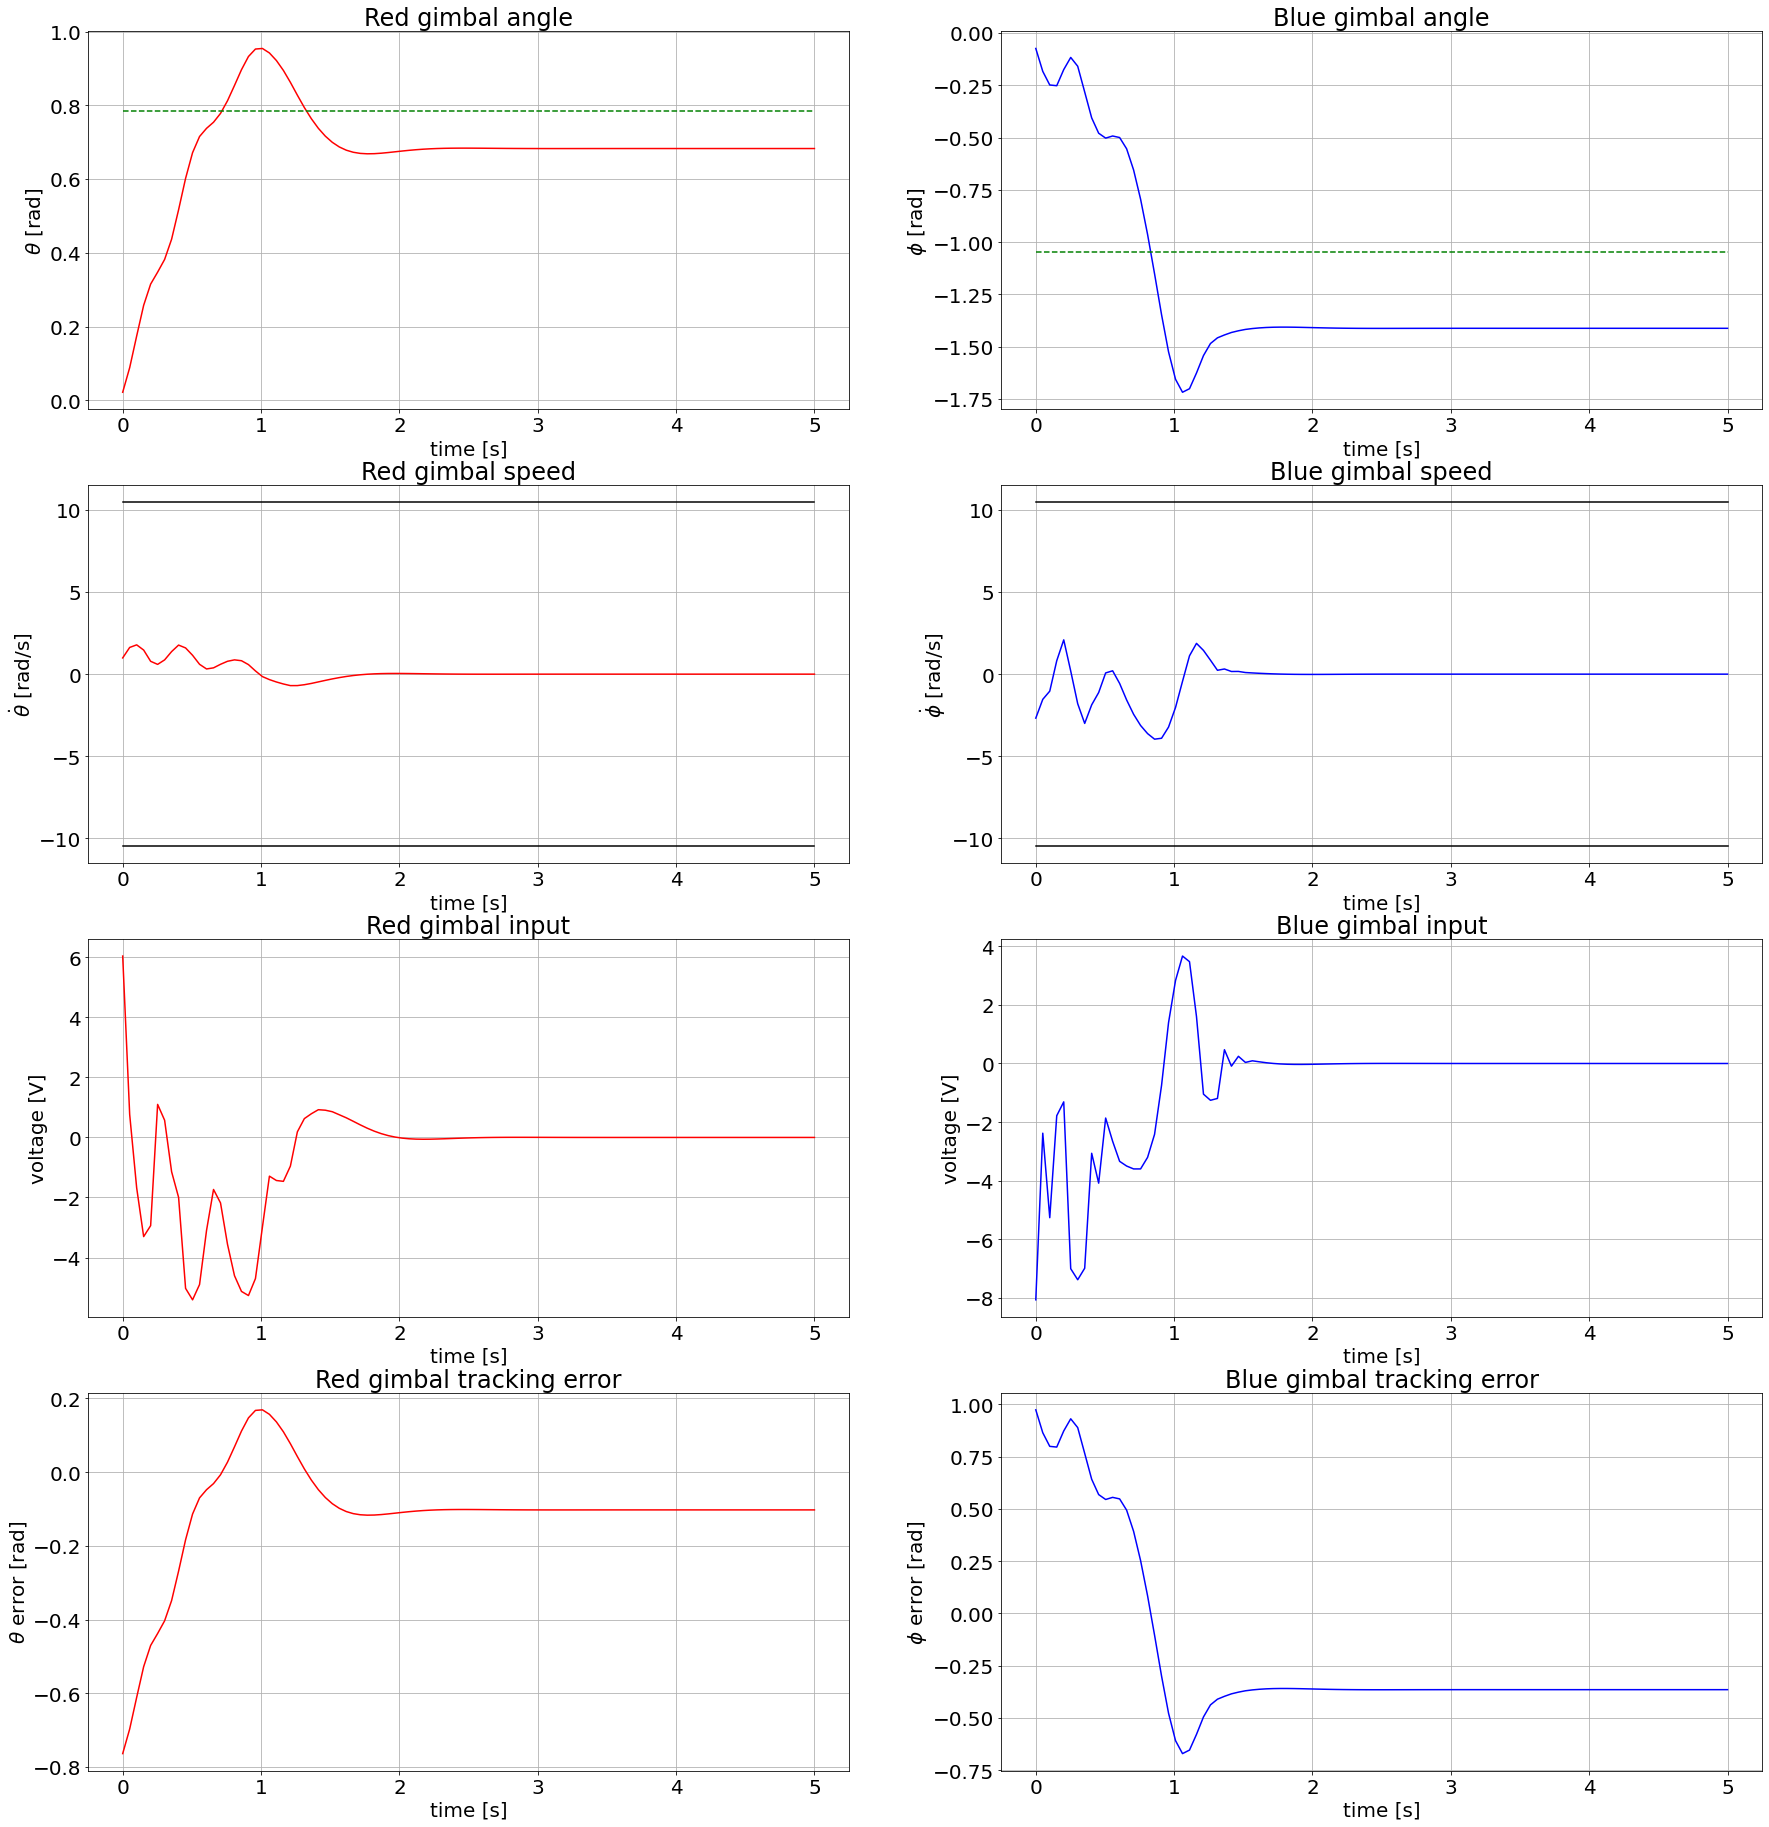 Red gimbal angle
1.0
0.8
0.6
0.4
0.2
0.0
θ [rad]
0 1 2 3 4 5
time [s]
Blue gimbal angle
0.00
−0.25
−0.50
−0.75
−1.00
−1.25
−1.50
−1.75
ϕ [rad]
0 1 2 3 4 5
time [s]
Red gimbal speed
10
5
0
−5
−10
θ̇ [rad/s]
0 1 2 3 4 5
time [s]
Blue gimbal speed
10
5
0
−5
−10
ϕ̇ [rad/s]
0 1 2 3 4 5
time [s]
Red gimbal input
6
4
2
0
−2
−4
voltage [V]
0 1 2 3 4 5
time [s]
Blue gimbal input
4
2
0
−2
−4
−6
−8
voltage [V]
0 1 2 3 4 5
time [s]
Red gimbal tracking error
0.2
0.0
−0.2
−0.4
−0.6
−0.8
θ error [rad]
0 1 2 3 4 5
time [s]
Blue gimbal tracking error
1.00
0.75
0.50
0.25
0.00
−0.25
−0.50
−0.75
ϕ error [rad]
0 1 2 3 4 5
time [s]